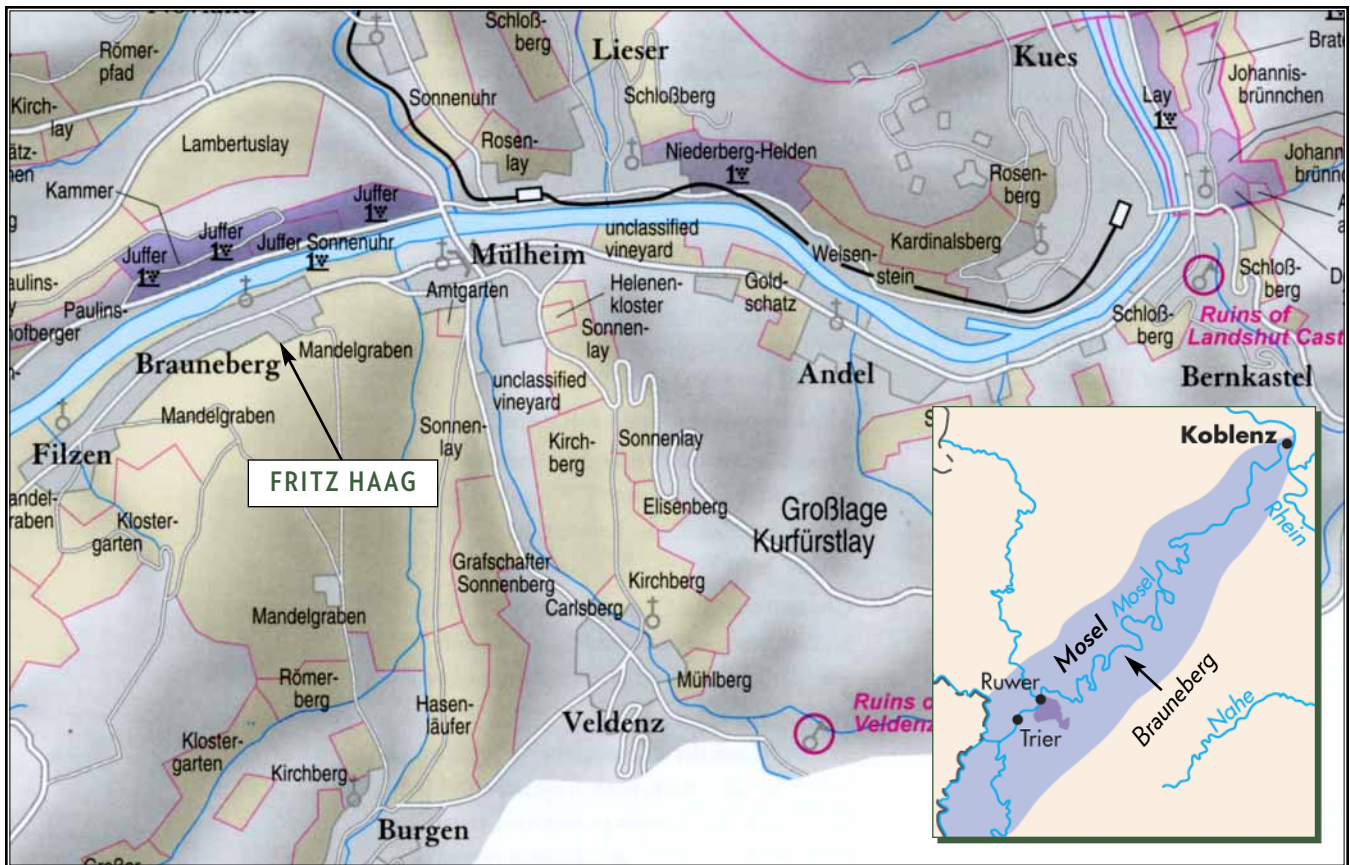 Römer-
pfad
Schloß-
berg
Lieser
Kues
Johannis-
brünnchen
Kirch-
lay
Sonnenuhr
Schloßberg
Lay
1
Lambertuslay
Rosen-
lay
Niederberg-Helden
1
Rosen-
berg
Kammer
Juffer
1
Juffer
1
Juffer
1
Juffer Sonnenuhr
1
unclassified
vineyard
Kardinalsberg
Mülheim
Weisen-
stein
Paulins-
Amtgarten
Helenen-
kloster
Gold-
schatz
Schloß-
berg
Sonnen-
lay
Schloß-
berg
Ruins of
Landshut
Brauneberg
Mandelgraben
Andel
Bernkastel
unclassified
vineyard
Mandelgraben
Filzen
Sonnen-
lay
Kirch-
berg
Sonnenlay
FRITZ HAAG
Elisenberg
Kloster-
garten
Großlage
Kurfürstlay
Grafschafter
Sonnenberg
Kirchberg
Mandelgraben
Carlsberg
Römer-
berg
Mühlberg
Hasen-
läufer
Veldenz
Ruins
Veldenz
Kloster-
garten
Kirchberg
Burgen
Koblenz
Rhein
Mosel
Mosel
Ruwer
Brauneberg
Trier
Nahe